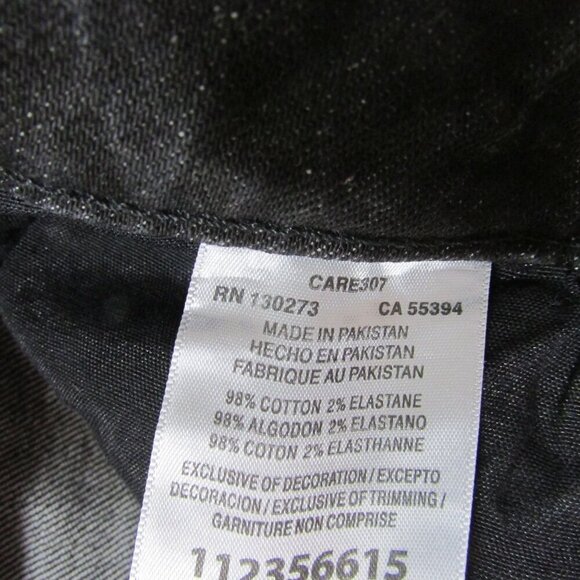 CARE307
RN 130273 CA 55394
MADE IN PAKISTAN
HECHO EN PAKISTAN
FABRIQUE AU PAKISTAN
98% COTTON 2% ELASTANE
98% ALGODON 2% ELASTANO
98% COTON 2% ELASTHANNE
EXCLUSIVE OF DECORATION / EXCEPTO
DECORACION / EXCLUSIVE OF TRIMMING /
GARNITURE NON COMPRISE
112356615